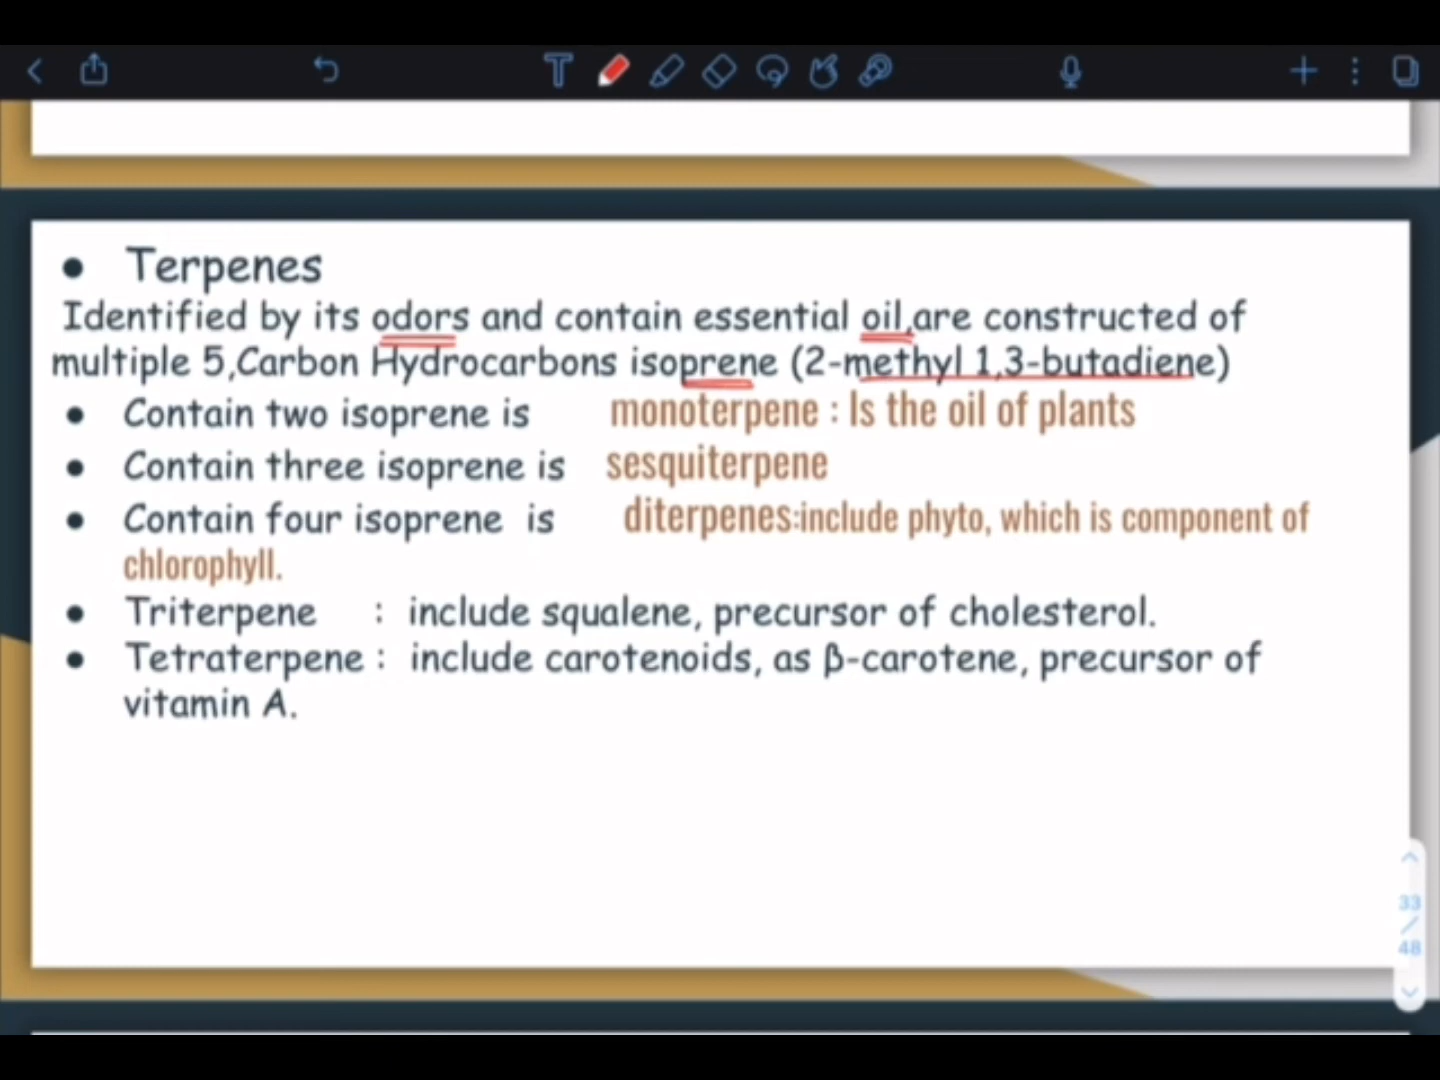 ● Terpenes
Identified by its odors and contain essential oil,are constructed of
multiple 5,Carbon Hydrocarbons isoprene (2-methyl 1,3-butadiene)
● Contain two isoprene is monoterpene : Is the oil of plants
● Contain three isoprene is sesquiterpene
● Contain four isoprene is diterpenes:include phyto, which is component of
chlorophyll.
● Triterpene : include squalene, precursor of cholesterol.
● Tetraterpene : include carotenoids, as β-carotene, precursor of
vitamin A.
33
/
48